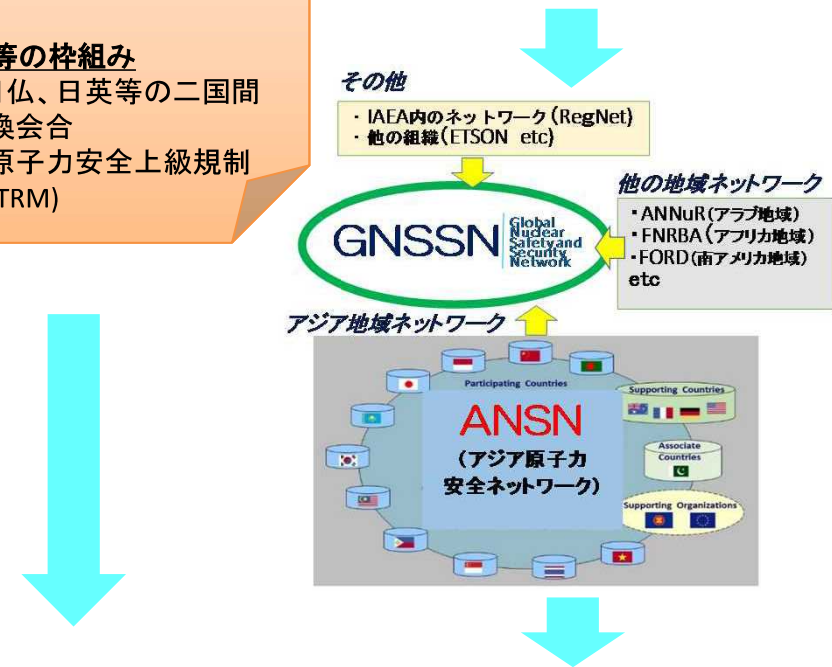 等の枠組み
仏、日英等の二国間
換会合
原子力安全上級規制
TRM)
その他
・ IAEA内のネットワーク(RegNet)
・ 他の組織(ETSON etc)
他の地域ネットワーク
・ANNuR(アラブ地域)
・FNRBA(アフリカ地域)
・FORD(南アメリカ地域)
etc
GNSSN
Global
Nuclear
Safety and
Security
Network
アジア地域ネットワーク
Participating Countries
ANSN
(アジア原子力
安全ネットワーク)
Supporting Countries
Associate
Countries
Supporting Organizations